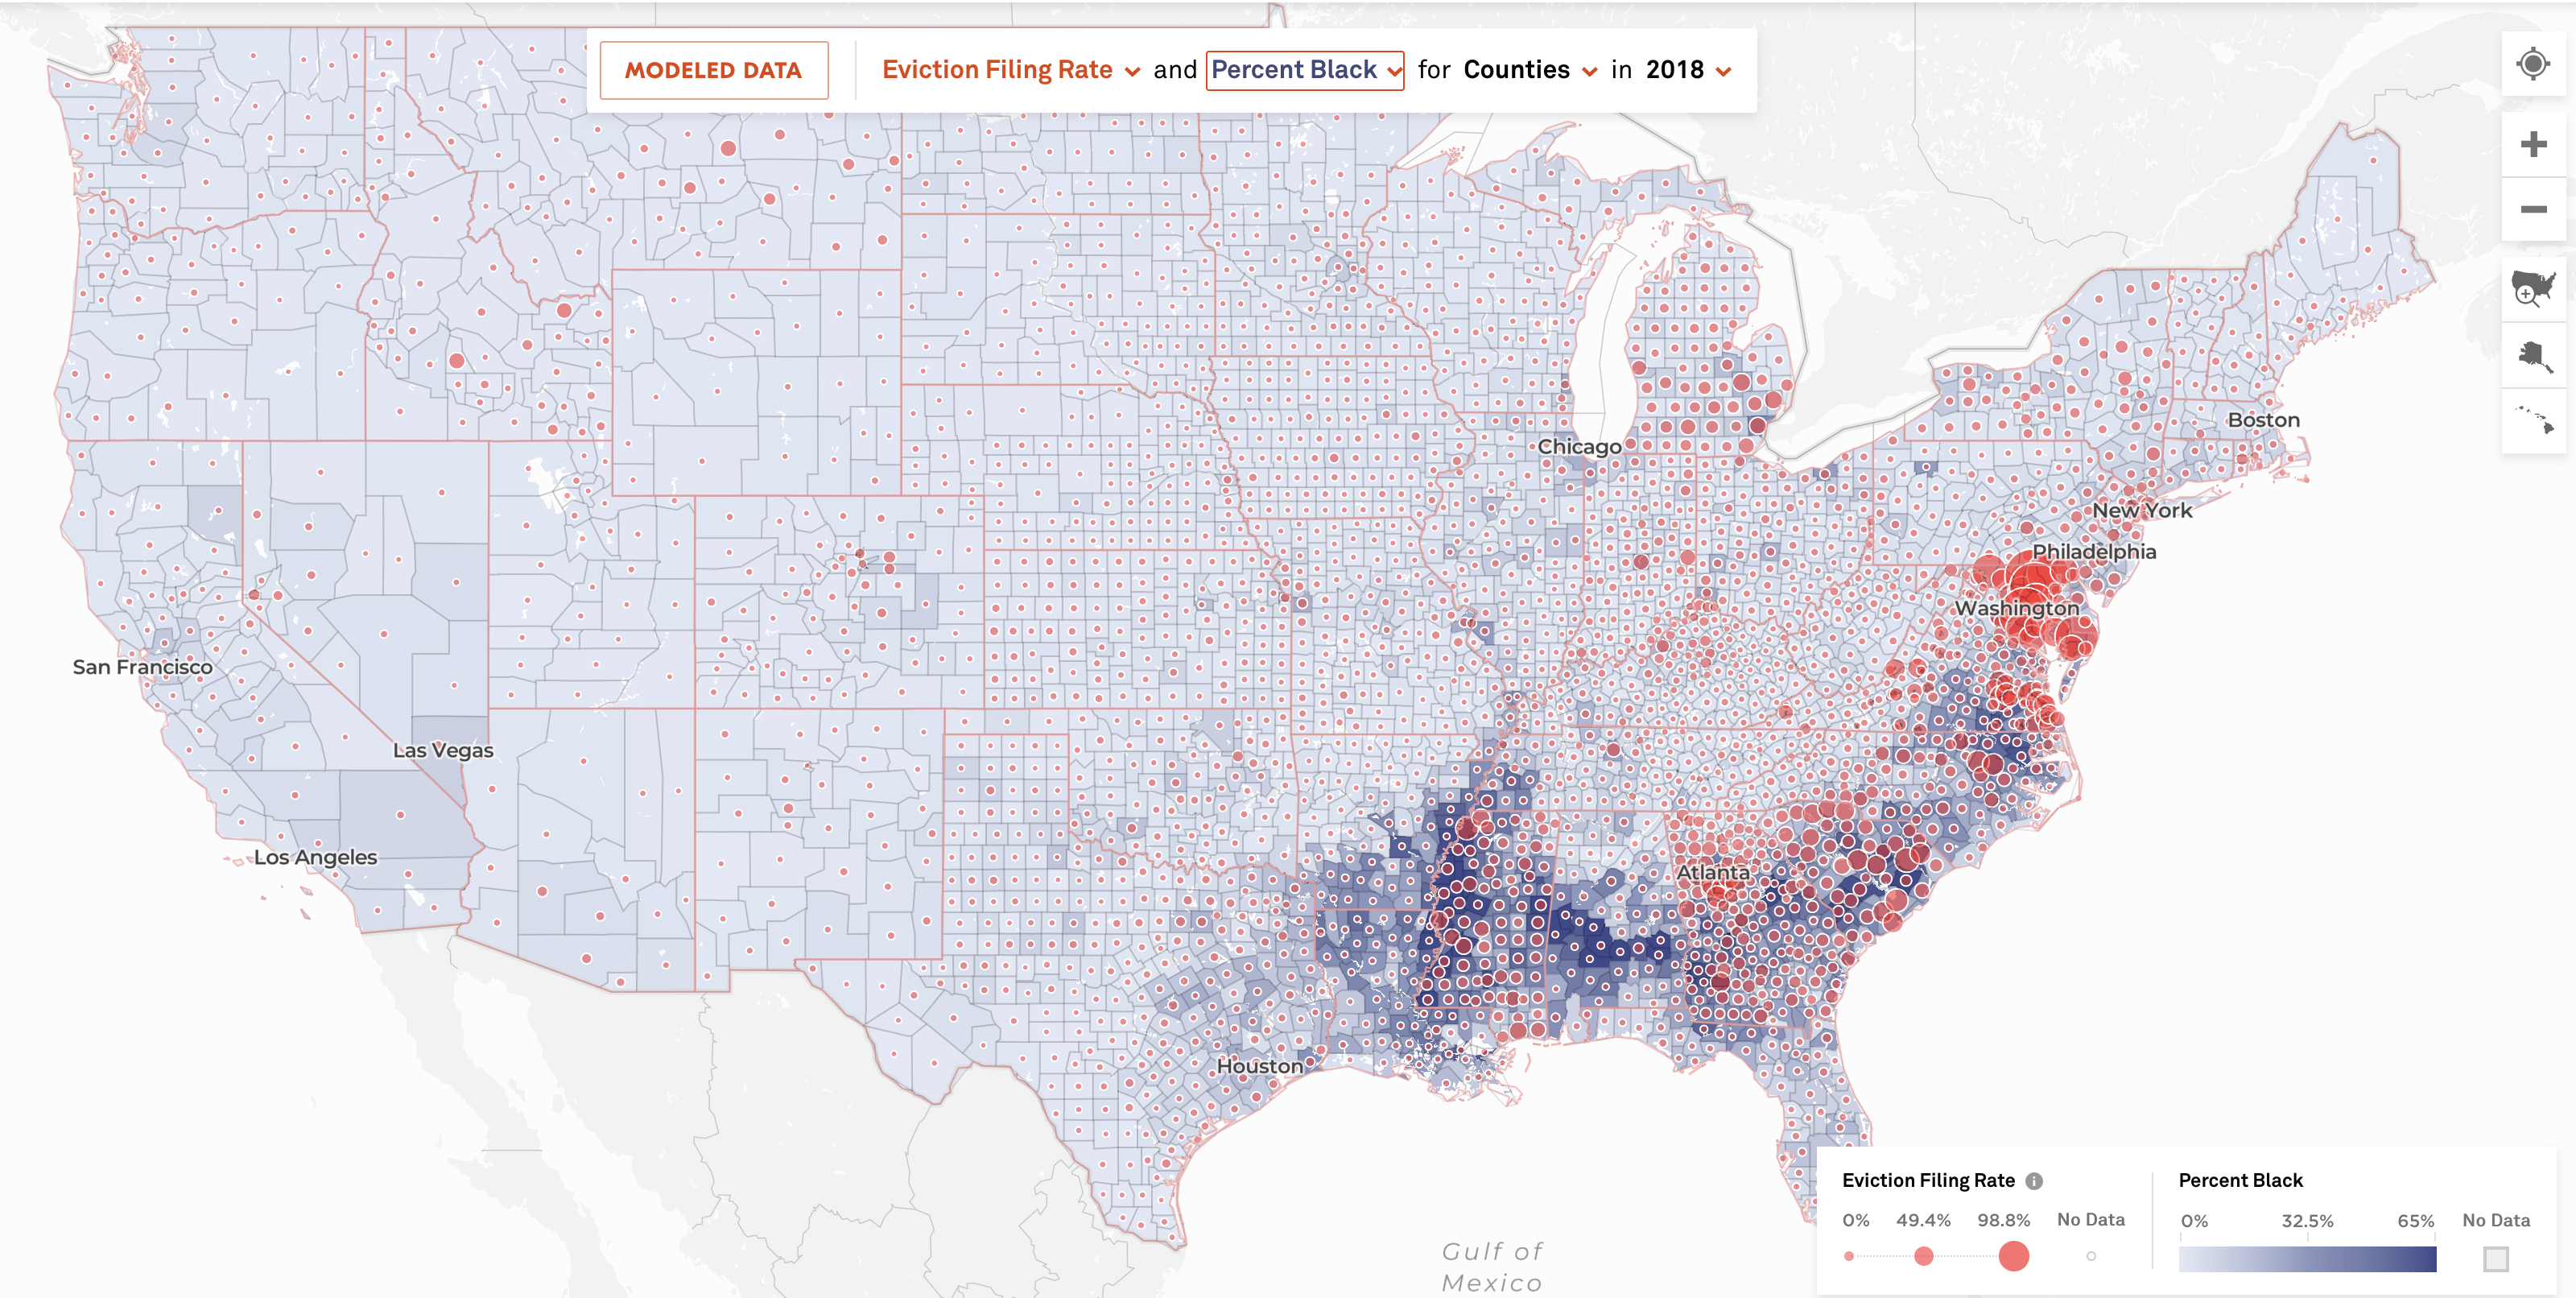 MODELED DATA
Eviction Filing Rate and Percent Black for Counties in 2018
Boston
Chicago
New York
Philadelphia
Washington
San Francisco
Las Vegas
Los Angeles
Atlanta
Houston
Gulf of
Mexico
Eviction Filing Rate i
0% 49.4% 98.8% No Data
Percent Black
0% 32.5% 65% No Data